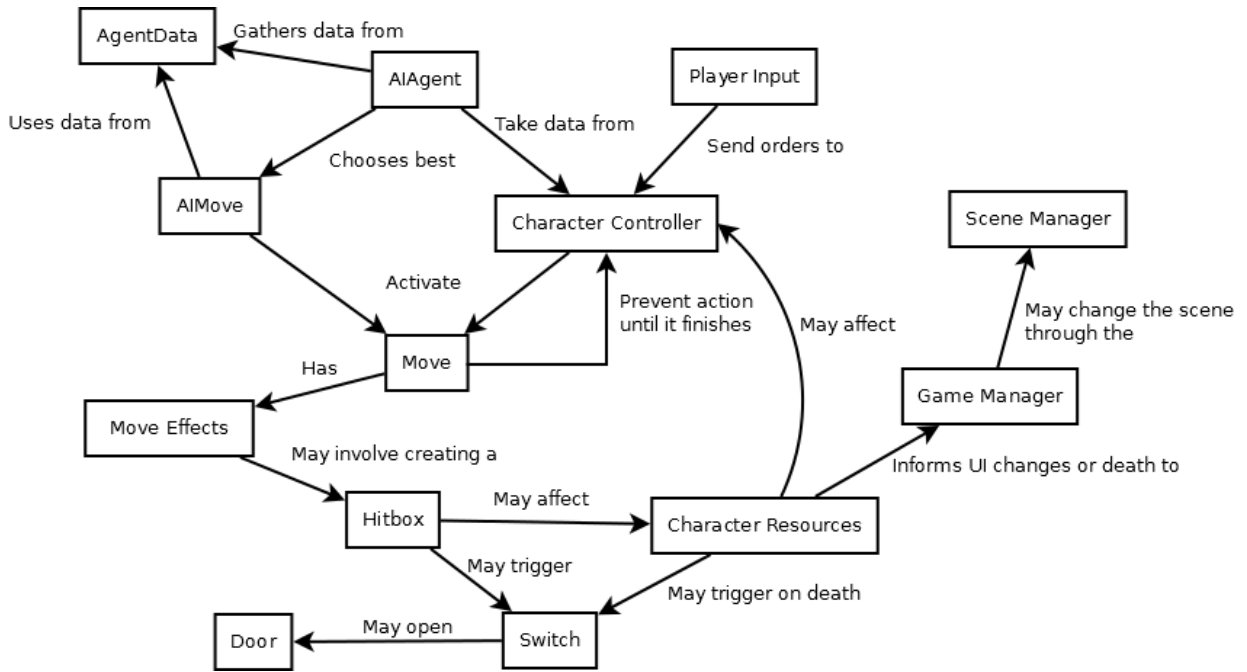 AgentData
Gathers data from
AIAgent
Player Input
Uses data from
Take data from
Send orders to
Chooses best
AIMove
Character Controller
Scene Manager
Activate
Prevent action
until it finishes
May affect
May change the scene
through the
Move
Has
Game Manager
Move Effects
May involve creating a
Informs UI changes or death to
Hitbox
May affect
Character Resources
May trigger
May trigger on death
Door
May open
Switch